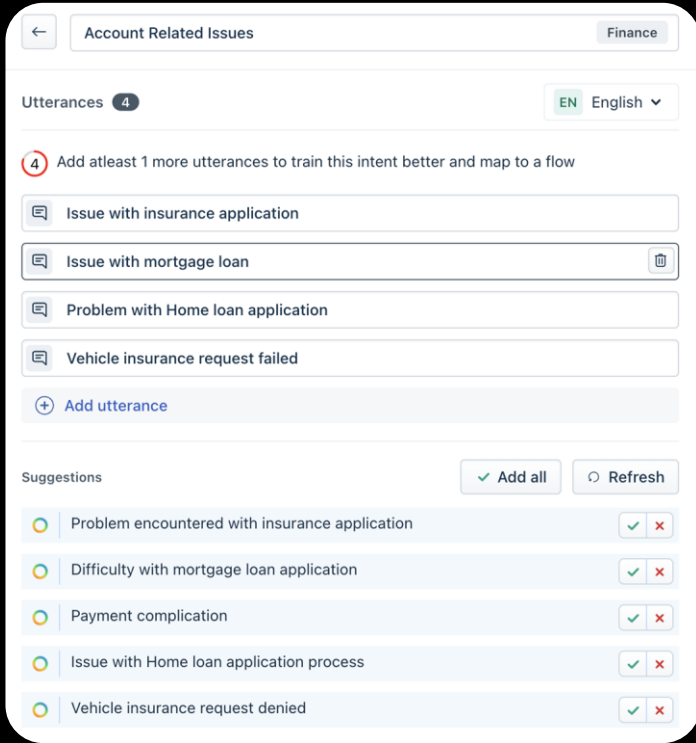 Account Related Issues Finance
Utterances 4 EN English
4 Add atleast 1 more utterances to train this intent better and map to a flow
Issue with insurance application
Issue with mortgage loan
Problem with Home loan application
Vehicle insurance request failed
Add utterance
Suggestions Add all Refresh
Problem encountered with insurance application
Difficulty with mortgage loan application
Payment complication
Issue with Home loan application process
Vehicle insurance request denied